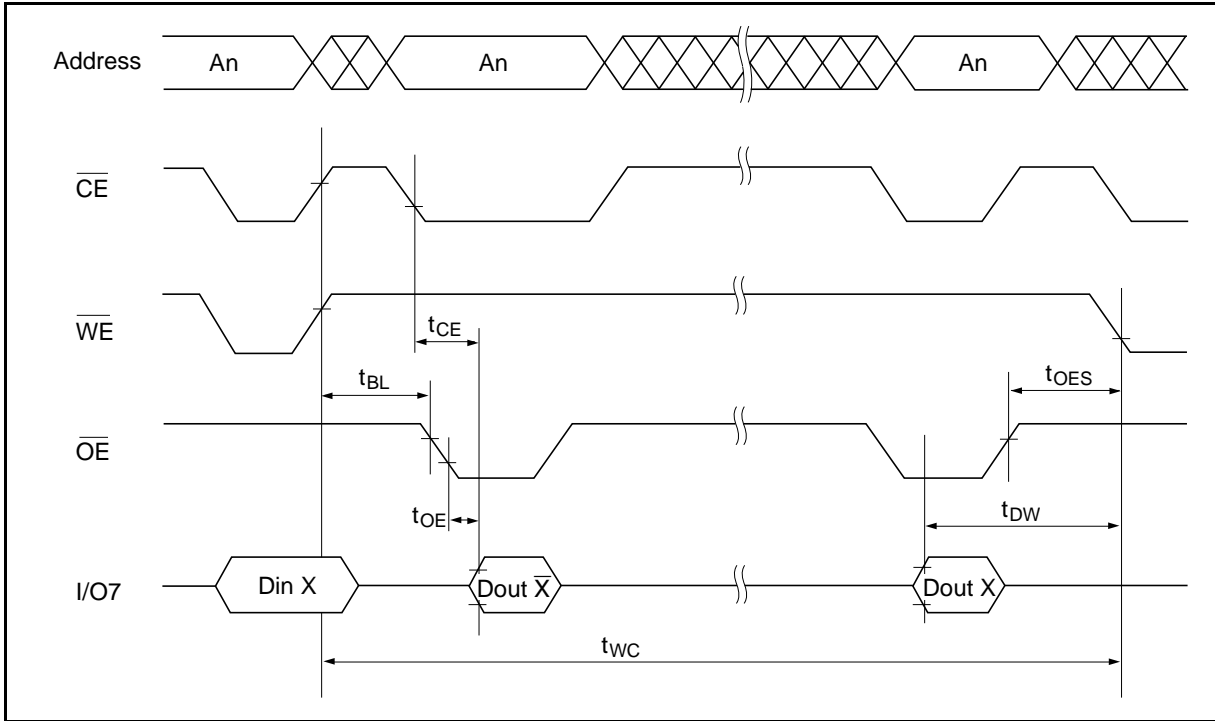 Address An An An
CE
WE
tCE
tBL tOES
OE
tOE tDW
I/O7 Din X Dout X̅ Dout X
tWC